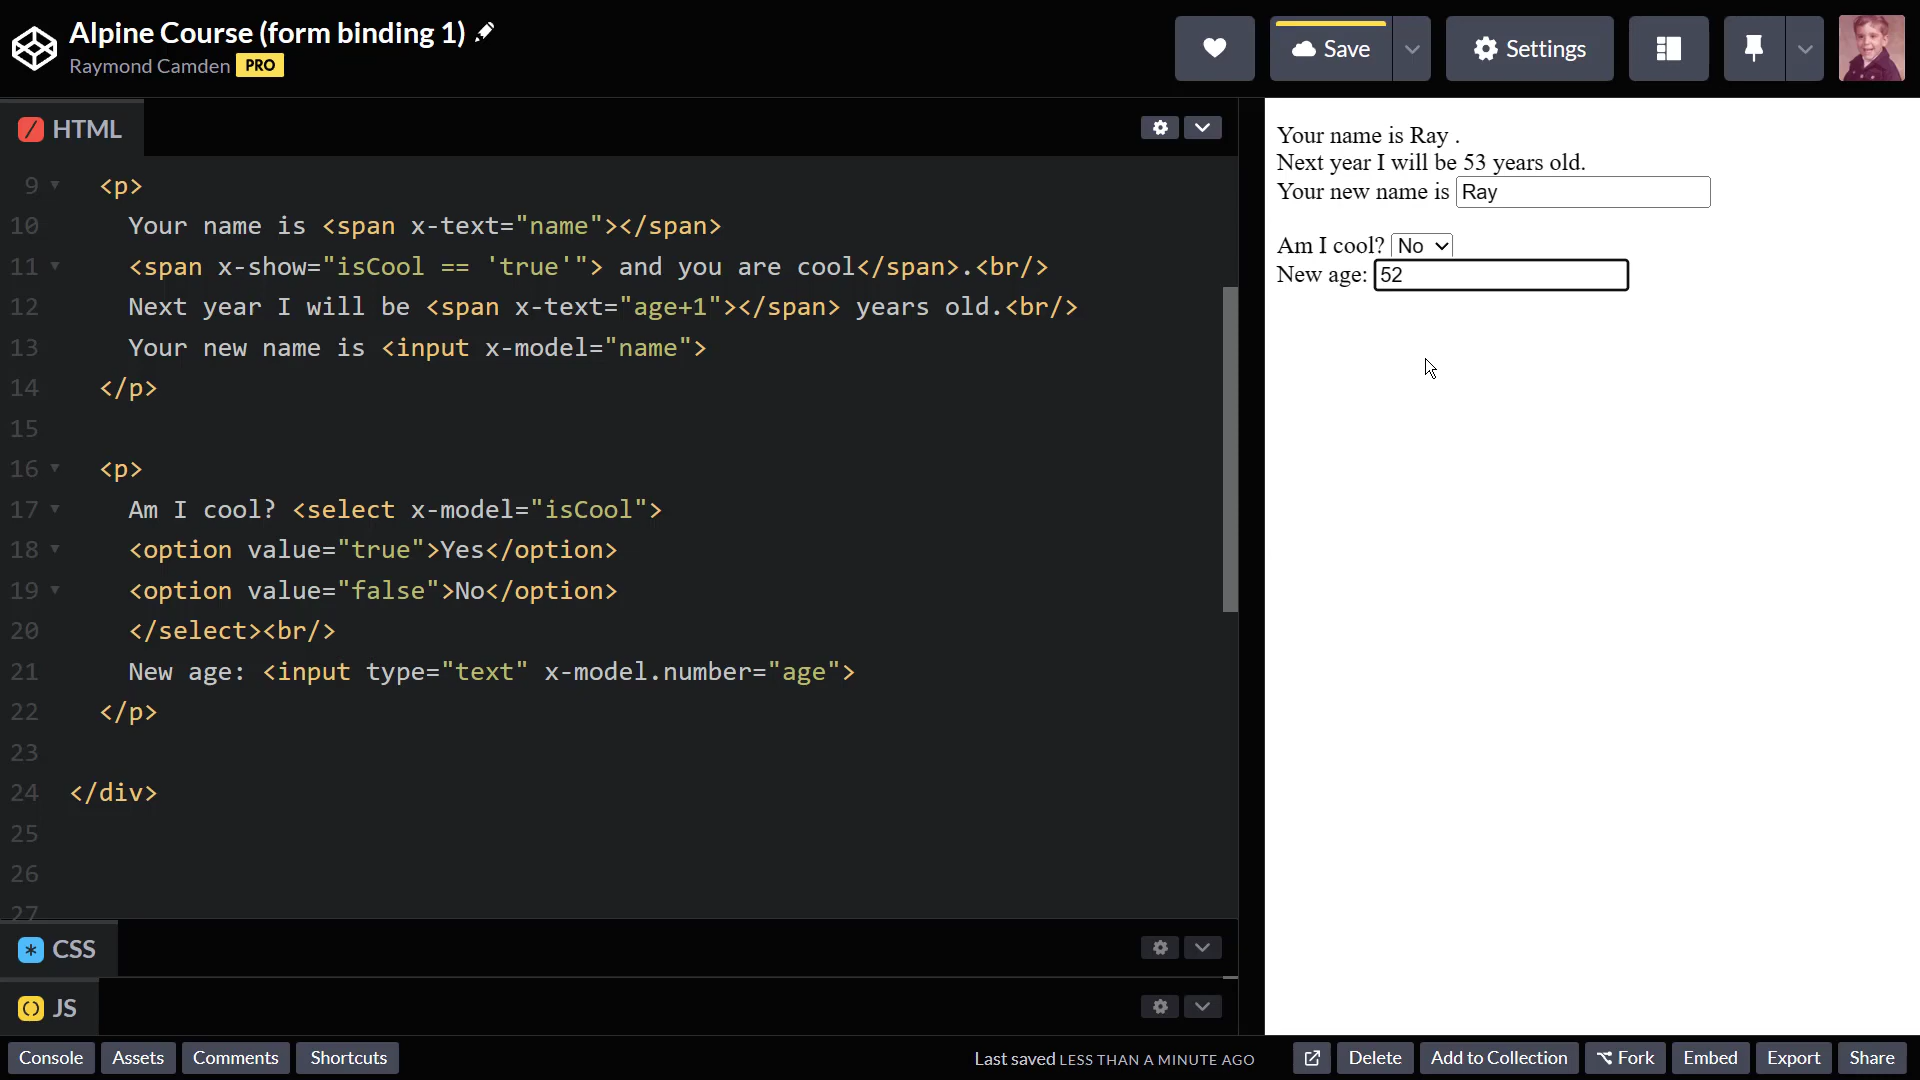 Alpine Course (form binding 1)
Raymond Camden PRO
Save
Settings
HTML
9 <p>
10 Your name is <span x-text="name"></span>
11 <span x-show="isCool == 'true'"> and you are cool</span>.<br/>
12 Next year I will be <span x-text="age+1"></span> years old.<br/>
13 Your new name is <input x-model="name">
14 </p>
15
16 <p>
17 Am I cool? <select x-model="isCool">
18 <option value="true">Yes</option>
19 <option value="false">No</option>
20 </select><br/>
21 New age: <input type="text" x-model.number="age">
22 </p>
23
24 </div>
25
26
27
CSS
JS
Your name is Ray .
Next year I will be 53 years old.
Your new name is Ray
Am I cool? No
New age: 52
Console Assets Comments Shortcuts Last saved LESS THAN A MINUTE AGO Delete Add to Collection Fork Embed Export Share